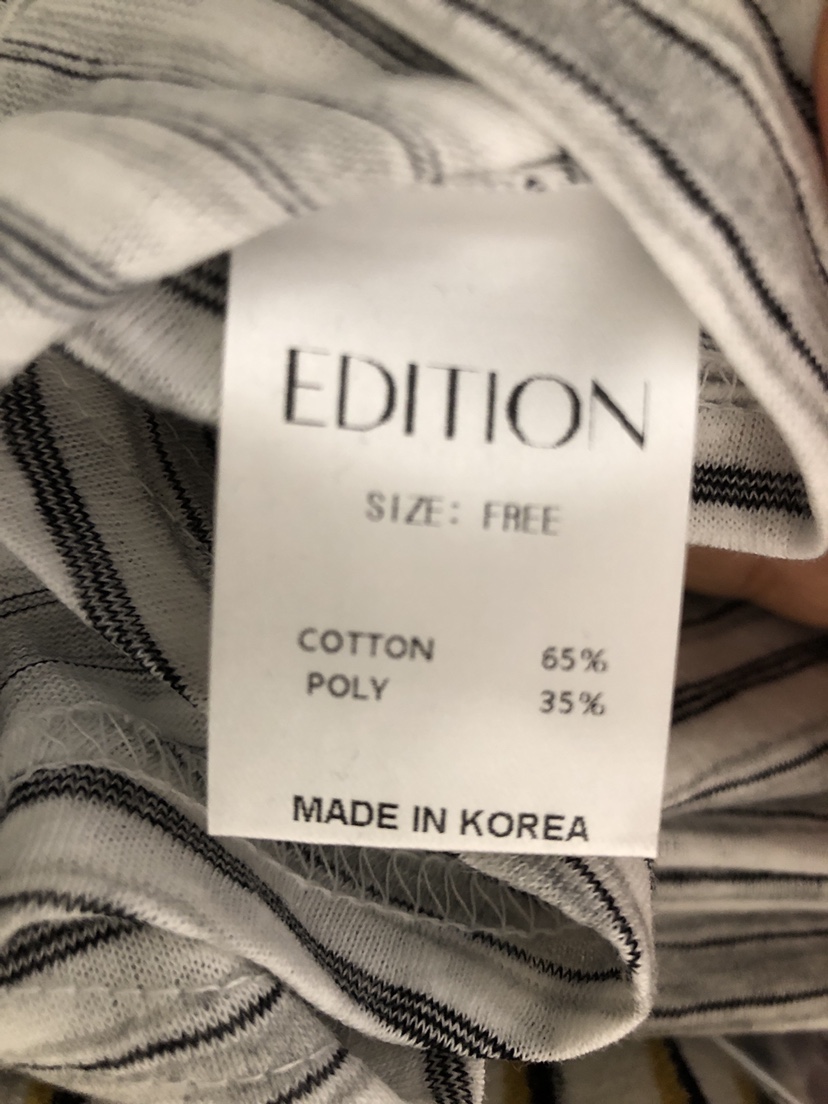 EDITION
SIZE: FREE
COTTON 65%
POLY 35%
MADE IN KOREA